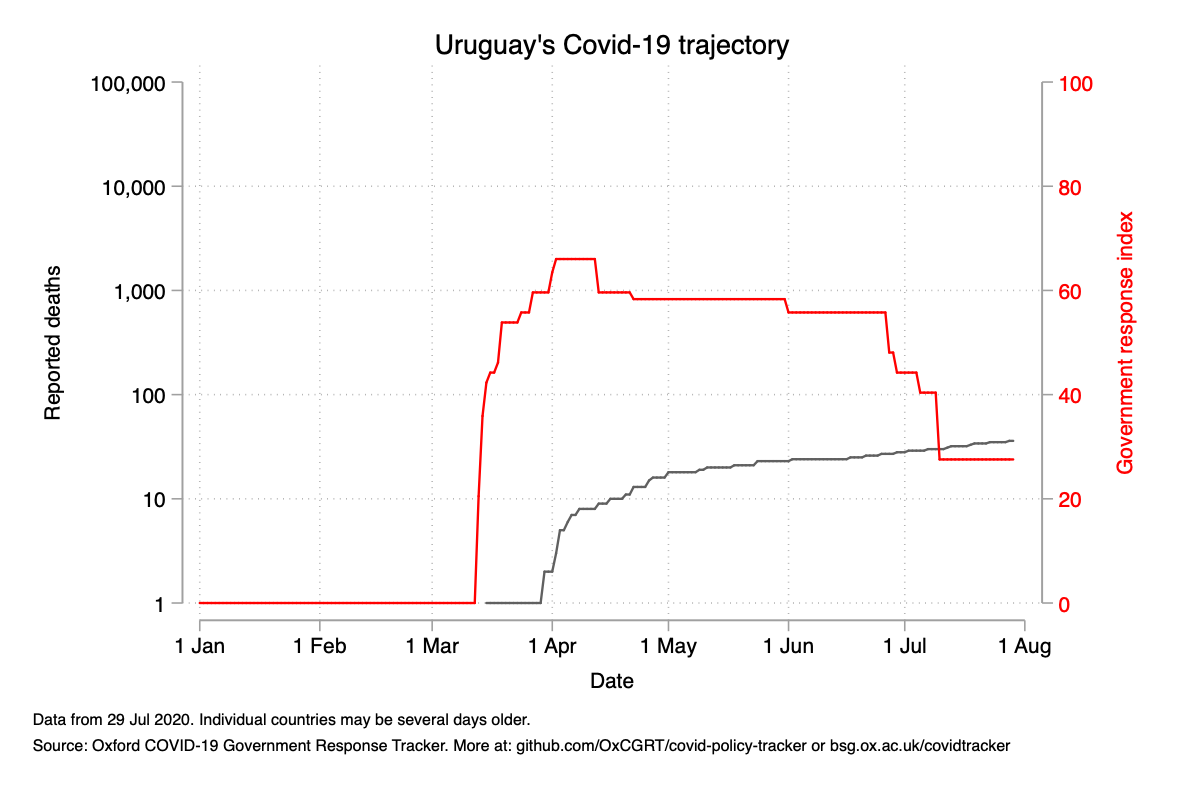 Uruguay's Covid-19 trajectory
100,000
10,000
1,000
100
10
1
Reported deaths
100
80
60
40
20
0
Government response index
1 Jan 1 Feb 1 Mar 1 Apr 1 May 1 Jun 1 Jul 1 Aug
Date
Data from 29 Jul 2020. Individual countries may be several days older.
Source: Oxford COVID-19 Government Response Tracker. More at: github.com/OxCGRT/covid-policy-tracker or bsg.ox.ac.uk/covidtracker